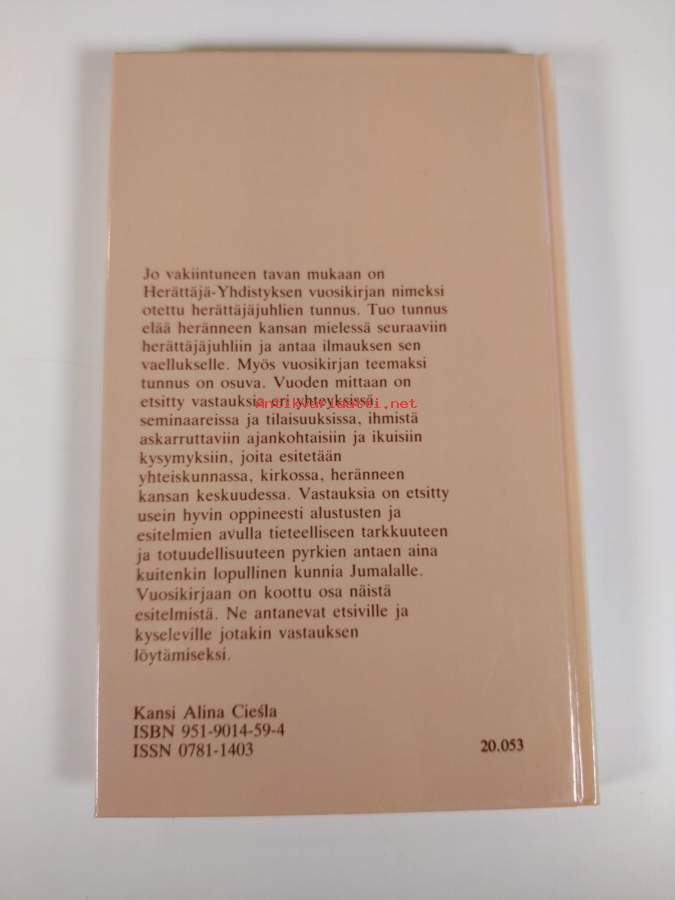 Jo vakiintuneen tavan mukaan on
Herättäjä-Yhdistyksen vuosikirjan nimeksi
otettu herättäjäjuhlien tunnus. Tuo tunnus
elää heränneen kansan mielessä seuraaviin
herättäjäjuhliin ja antaa ilmauksen sen
vaellukselle. Myös vuosikirjan teemaksi
tunnus on osuva. Vuoden mittaan on
etsitty vastauksia eri yhteyksissä,
Antikvariaatti.net
seminaareissa ja tilaisuuksissa, ihmistä
askarruttaviin ajankohtaisiin ja ikuisiin
kysymyksiin, joita esitetään
yhteiskunnassa, kirkossa, heränneen
kansan keskuudessa. Vastauksia on etsitty
usein hyvin oppineesti alustusten ja
esitelmien avulla tieteelliseen tarkkuuteen
ja totuudellisuuteen pyrkien antaen aina
kuitenkin lopullinen kunnia Jumalalle.
Vuosikirjaan on koottu osa näistä
esitelmistä. Ne antanevat etsiville ja
kyseleville jotakin vastauksen
löytämiseksi.
Kansi Alina Cieśla
ISBN 951-9014-59-4
ISSN 0781-1403
20.053